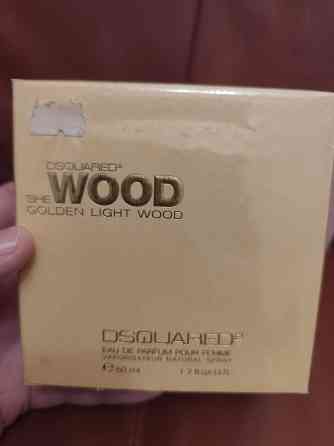 DSQUARED²
SHE WOOD
GOLDEN LIGHT WOOD
DSQUARED²
EAU DE PARFUM POUR FEMME
VAPORISATEUR NATURAL SPRAY
℮ 50 ml 1.7 fl.oz